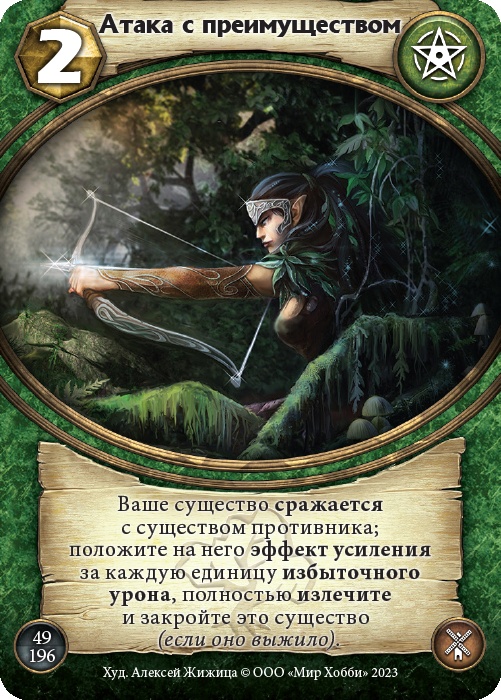 2
Атака с преимуществом
Ваше существо сражается
с существом противника;
положите на него эффект усиления
за каждую единицу избыточного
урона, полностью излечите
и закройте это существо
(если оно выжило).
49
196
Худ. Алексей Жижица © ООО «Мир Хобби» 2023